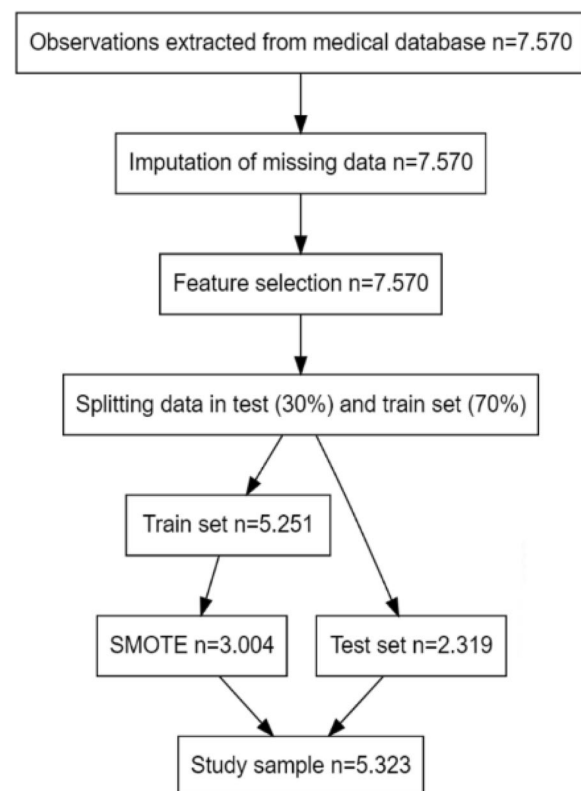 Observations extracted from medical database n=7.570
Imputation of missing data n=7.570
Feature selection n=7.570
Splitting data in test (30%) and train set (70%)
Train set n=5.251
SMOTE n=3.004
Test set n=2.319
Study sample n=5.323